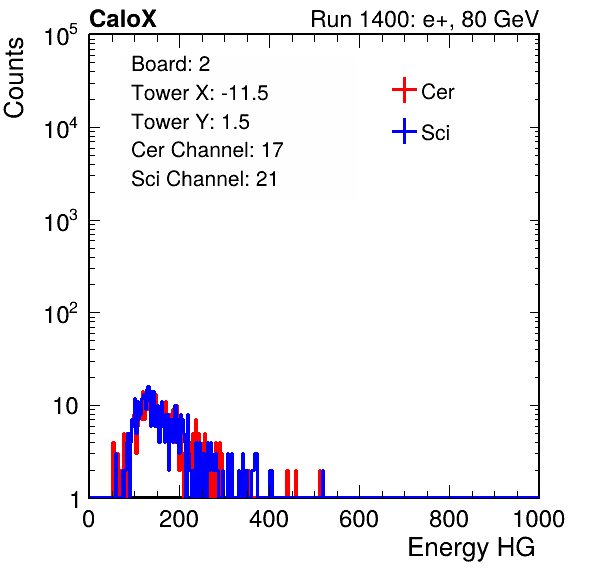 CaloX Run 1400: e+, 80 GeV
Counts
10^5
10^4
10^3
10^2
10
1
Board: 2
Tower X: -11.5
Tower Y: 1.5
Cer Channel: 17
Sci Channel: 21
Cer
Sci
0 200 400 600 800 1000
Energy HG